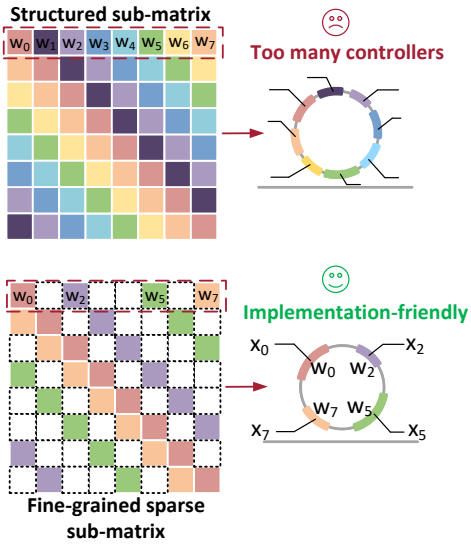 Structured sub-matrix
w0 w1 w2 w3 w4 w5 w6 w7
Too many controllers
w0 w2 w5 w7
Implementation-friendly
x0 x2
w0 w2
w7 w5
x7 x5
Fine-grained sparse
sub-matrix